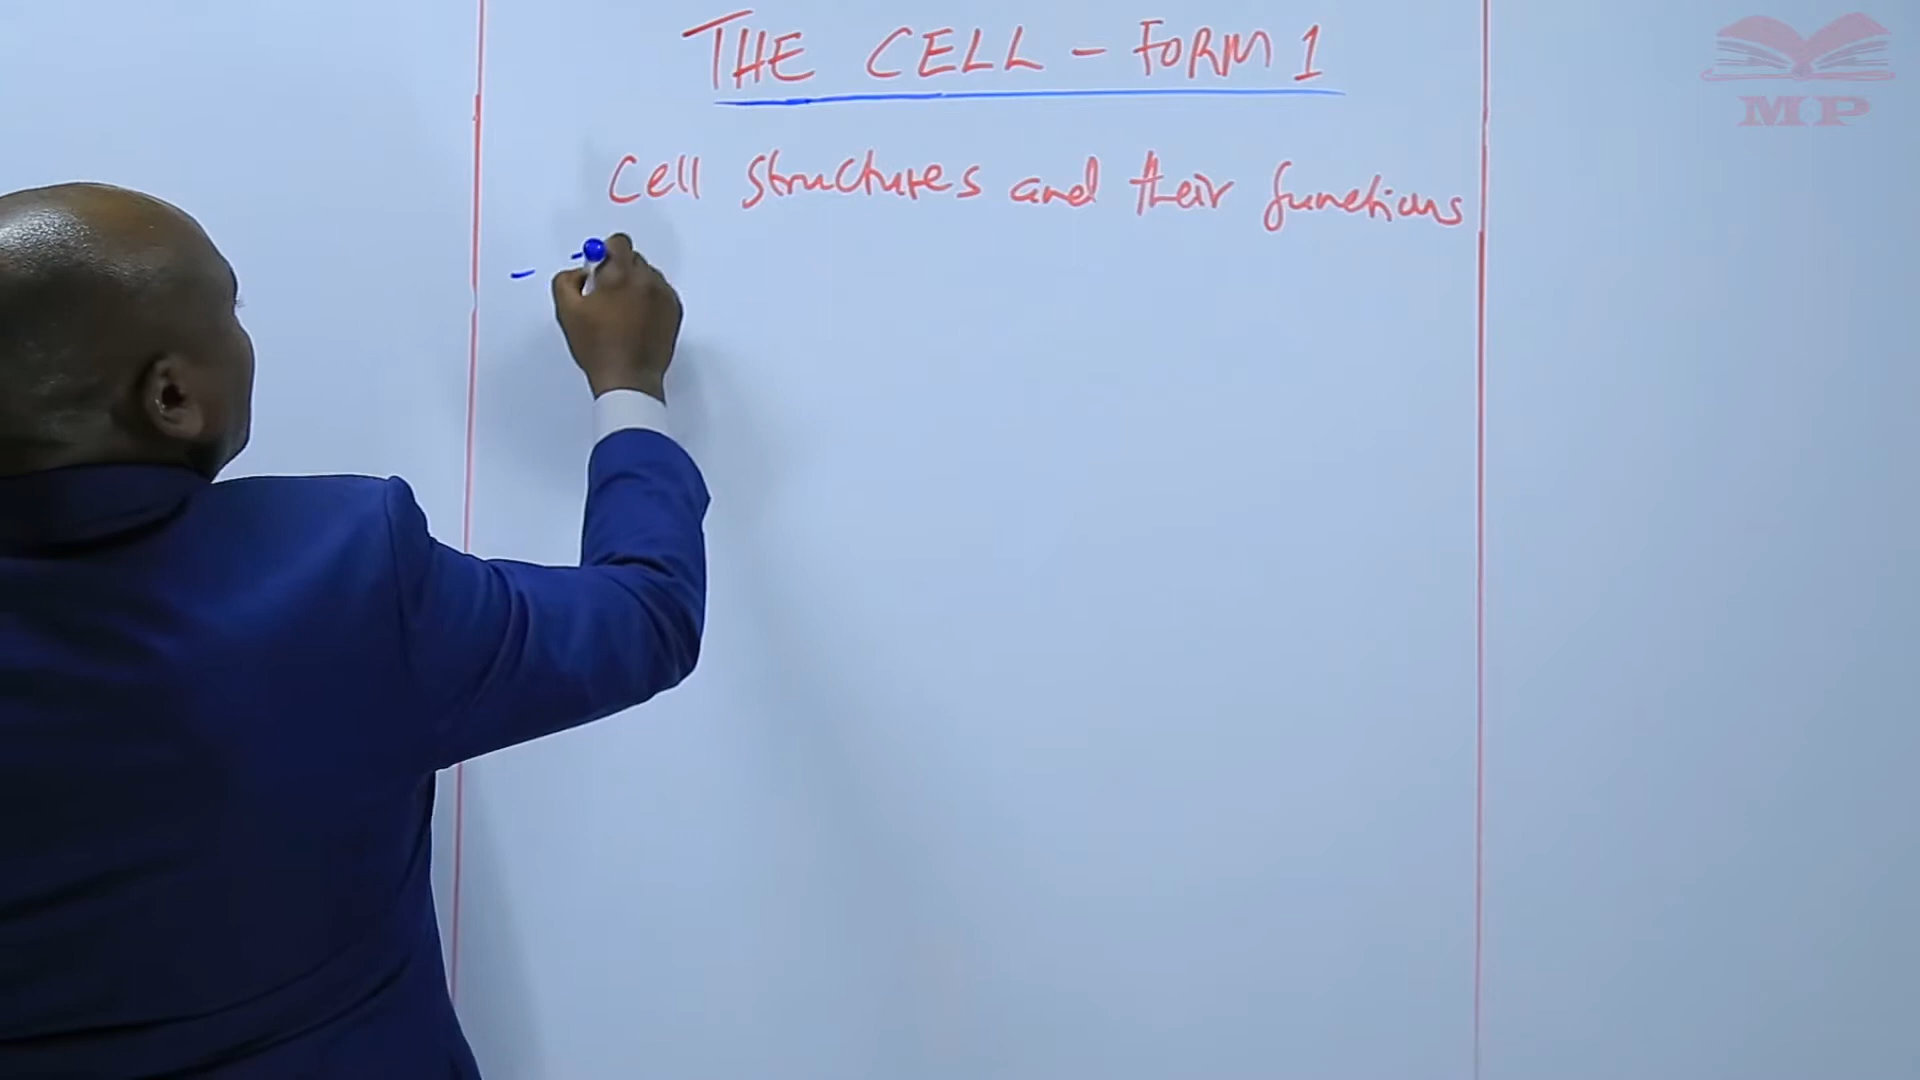 THE CELL - FORM 1
Cell structures and their functions
-
MP